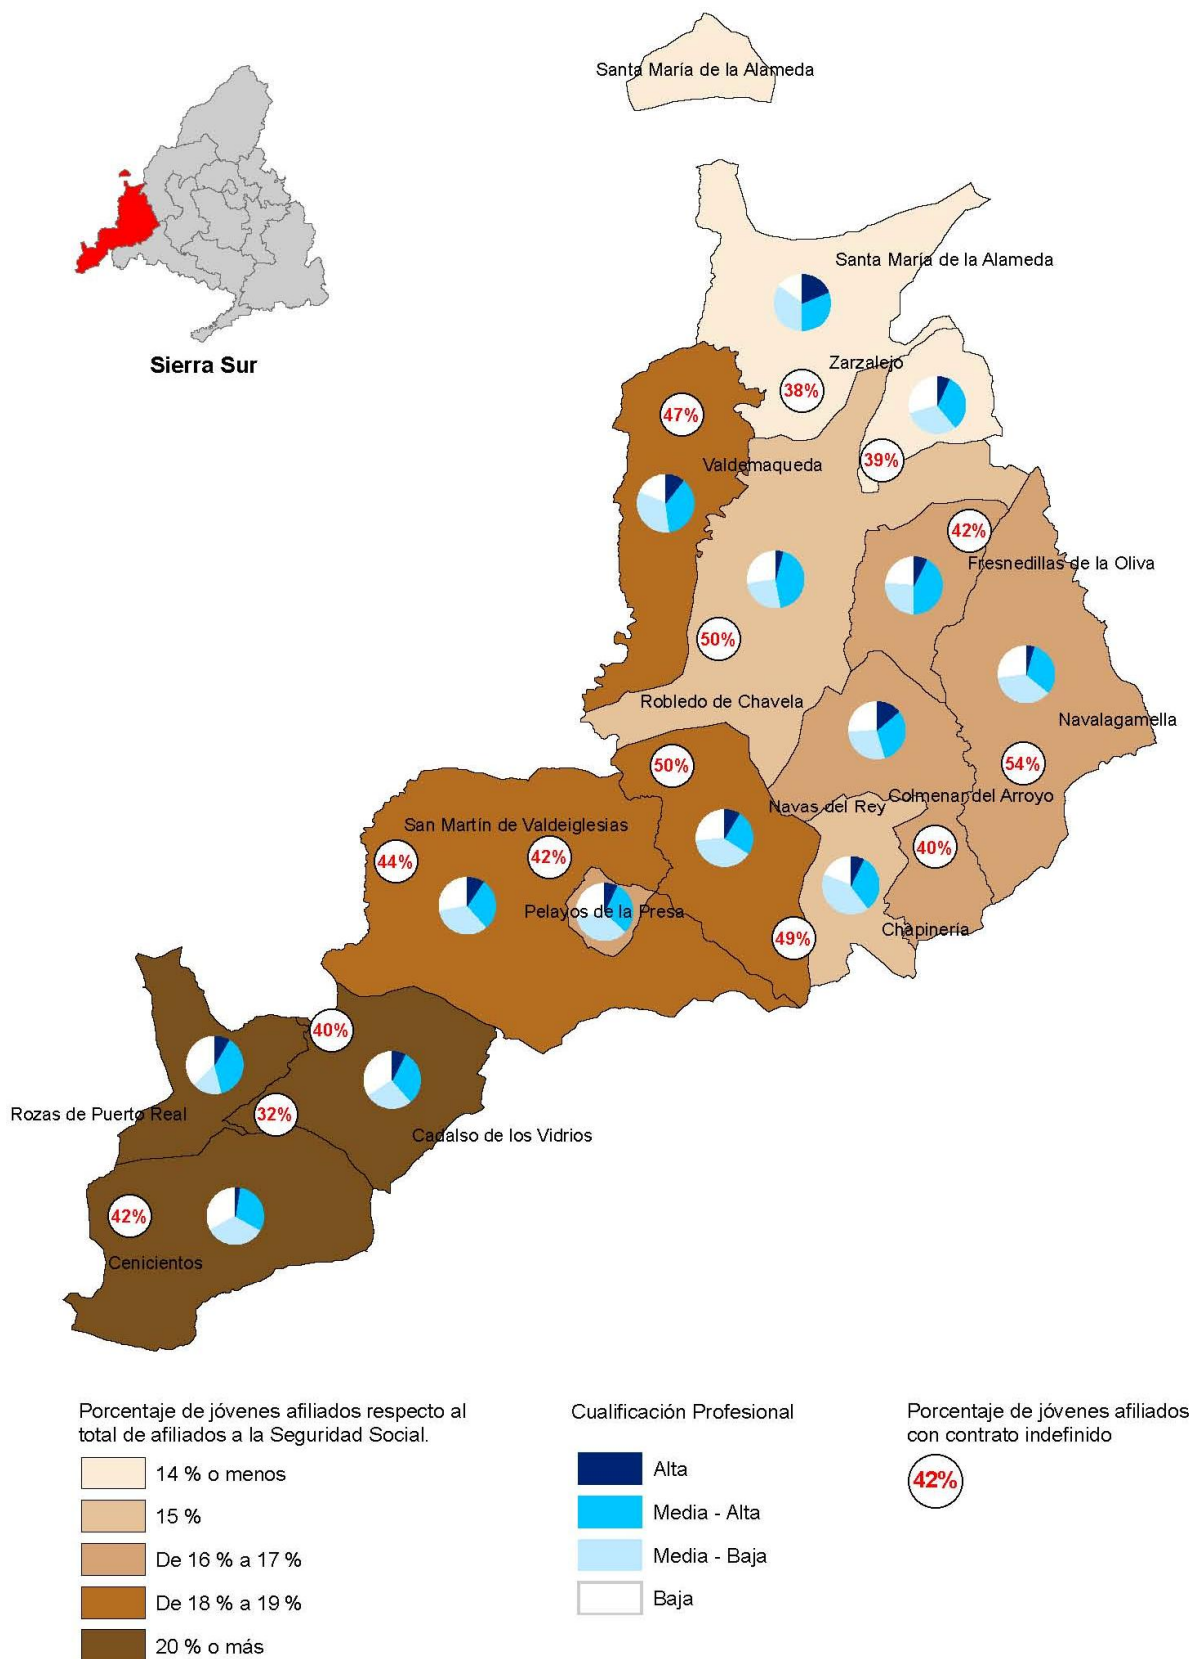 Santa María de la Alameda
Sierra Sur
Santa María de la Alameda
Zarzalejo
38%
47%
Valdemaqueda
39%
42%
Fresnedillas de la Oliva
50%
Robledo de Chavela
Navalagamella
54%
50%
Navas del Rey
Colmenar del Arroyo
San Martín de Valdeiglesias
44%
42%
40%
Pelayos de la Presa
49%
Chapinería
40%
Rozas de Puerto Real
32%
Cadalso de los Vidrios
42%
Cenicientos
Porcentaje de jóvenes afiliados respecto al
total de afiliados a la Seguridad Social.
14 % o menos
15 %
De 16 % a 17 %
De 18 % a 19 %
20 % o más
Cualificación Profesional
Alta
Media - Alta
Media - Baja
Baja
Porcentaje de jóvenes afiliados
con contrato indefinido
42%